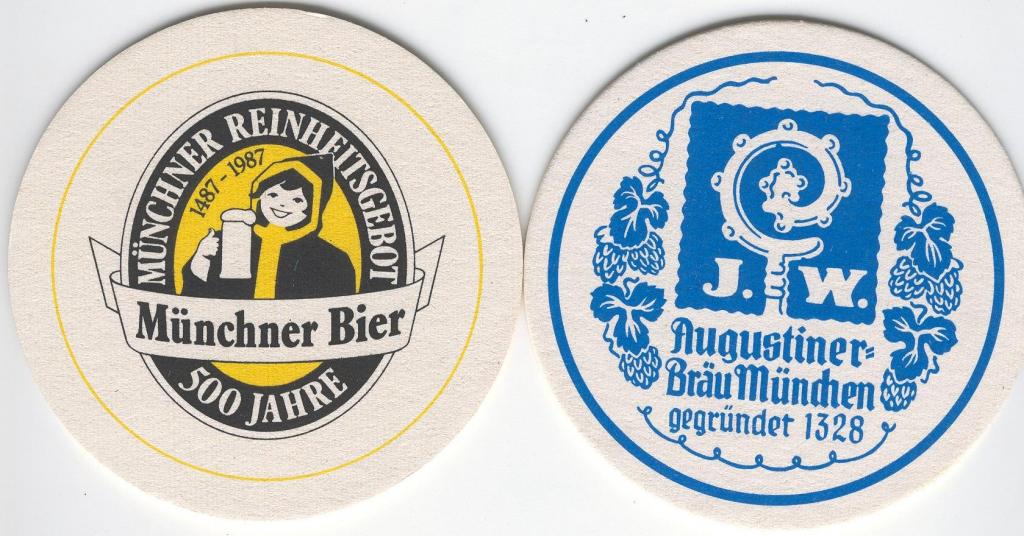 MÜNCHNER REINHEITSGEBOT
1487 - 1987
Münchner Bier
500 JAHRE
J. W.
Augustiner=
Bräu München
gegründet 1328